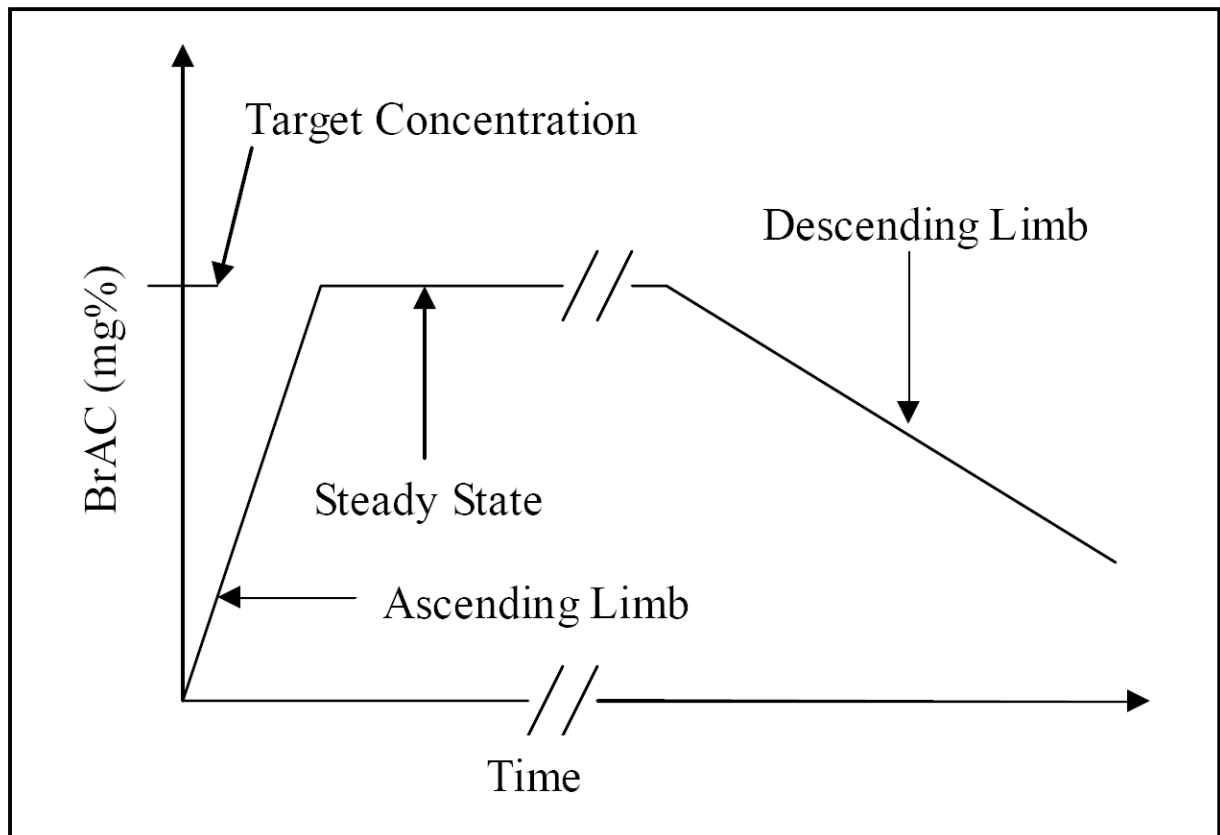 Target Concentration
Descending Limb
BrAC (mg%)
Steady State
Ascending Limb
Time